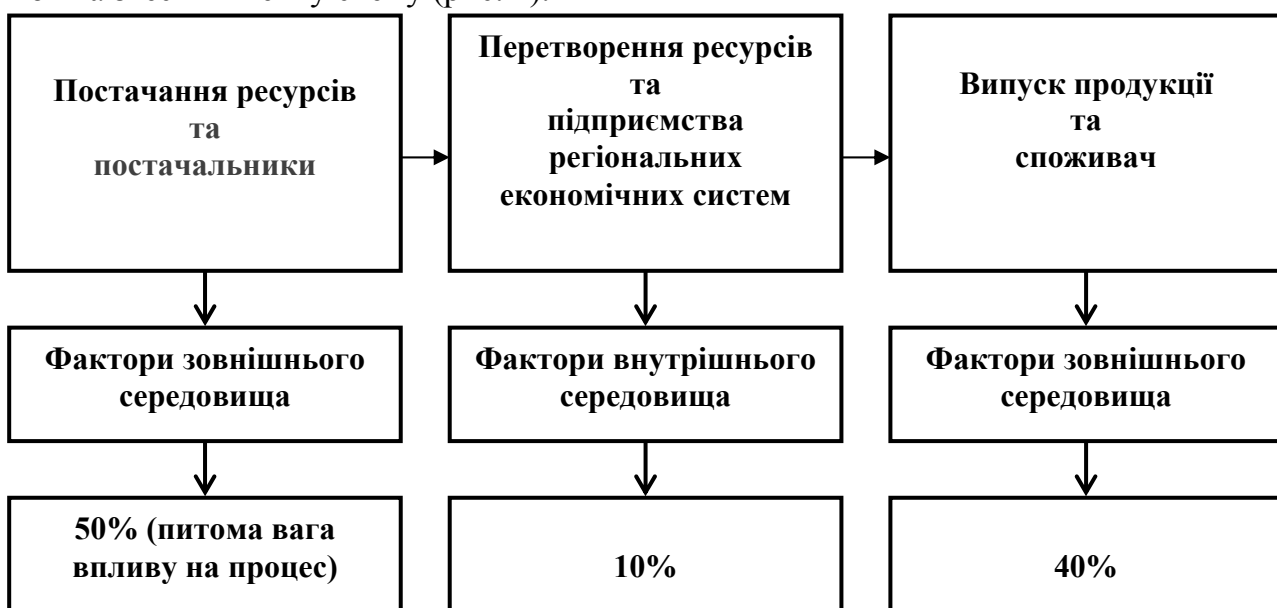 Постачання ресурсів
та
постачальники
Перетворення ресурсів
та
підприємства
регіональних
економічних систем
Випуск продукції
та
споживач
Фактори зовнішнього
середовища
Фактори внутрішнього
середовища
Фактори зовнішнього
середовища
50% (питома вага
впливу на процес)
10%
40%